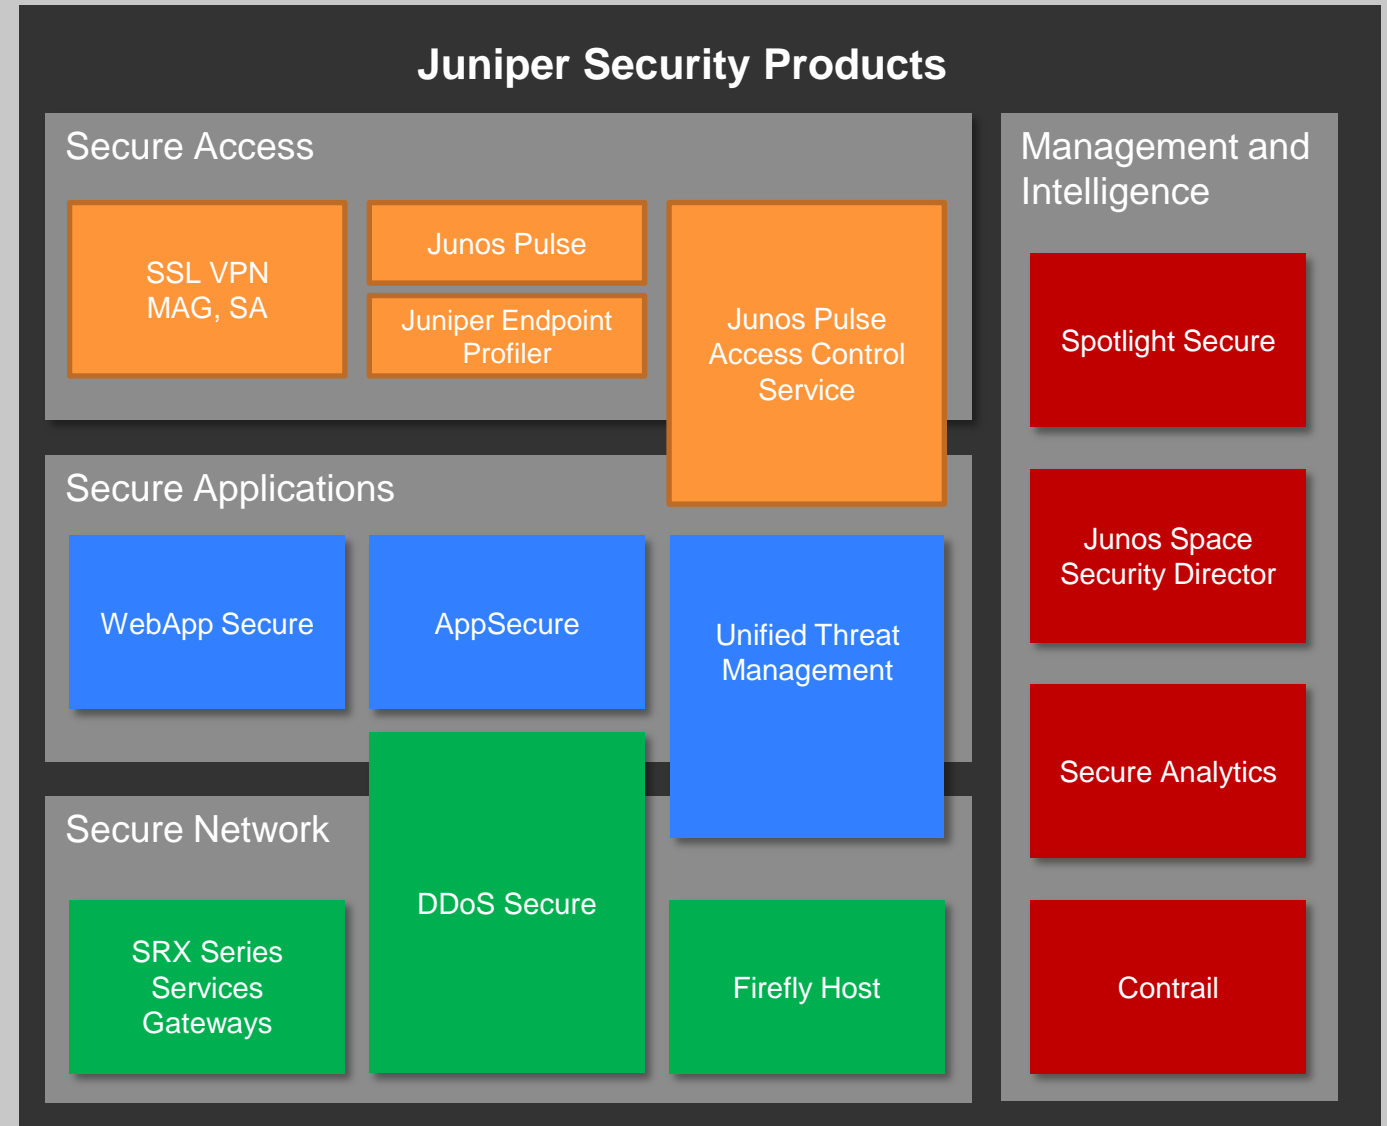 Juniper Security Products
Secure Access
SSL VPN
MAG, SA
Junos Pulse
Juniper Endpoint
Profiler
Junos Pulse
Access Control
Service
Secure Applications
WebApp Secure
AppSecure
Unified Threat
Management
Secure Network
SRX Series
Services
Gateways
DDoS Secure
Firefly Host
Management and
Intelligence
Spotlight Secure
Junos Space
Security Director
Secure Analytics
Contrail